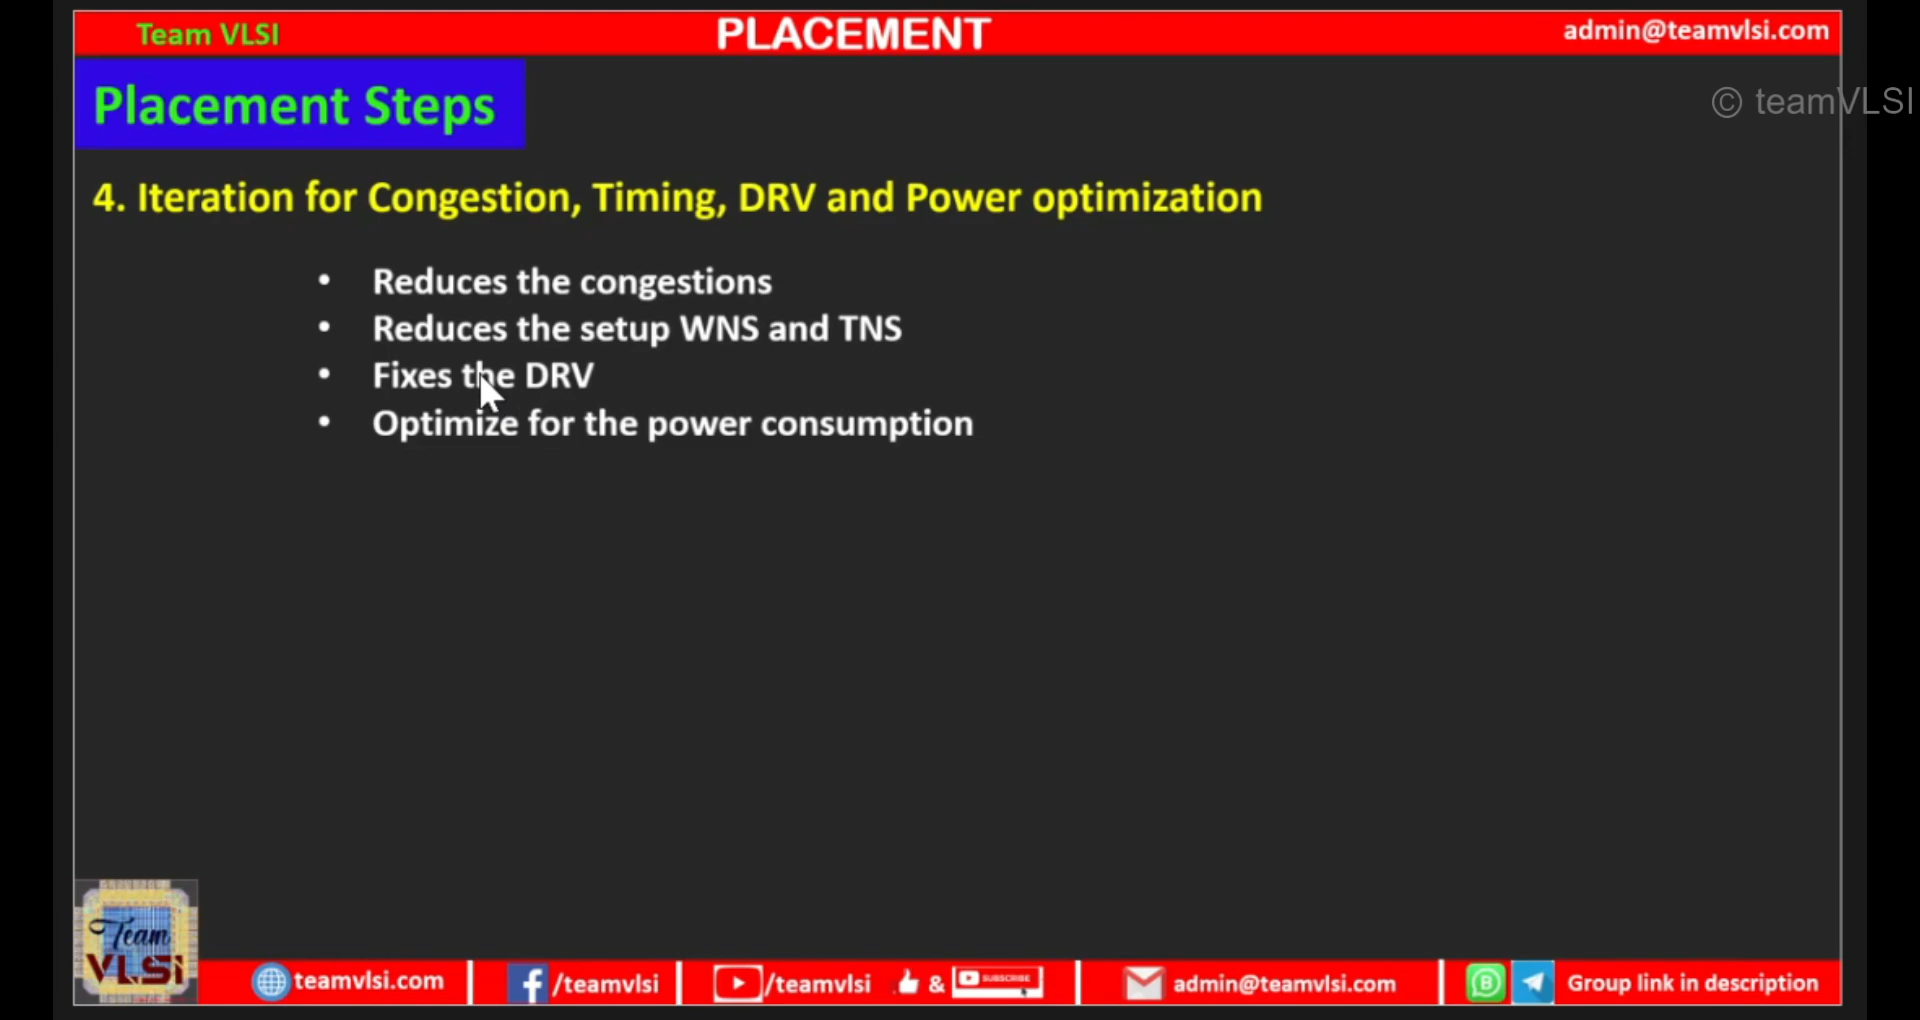 Team VLSI
PLACEMENT
admin@teamvlsi.com
Placement Steps
© teamVLSI
4. Iteration for Congestion, Timing, DRV and Power optimization
• Reduces the congestions
• Reduces the setup WNS and TNS
• Fixes the DRV
• Optimize for the power consumption
Team
VLSI
teamvlsi.com
f /teamvlsi
/teamvlsi & SUBSCRIBE
admin@teamvlsi.com
B Group link in description